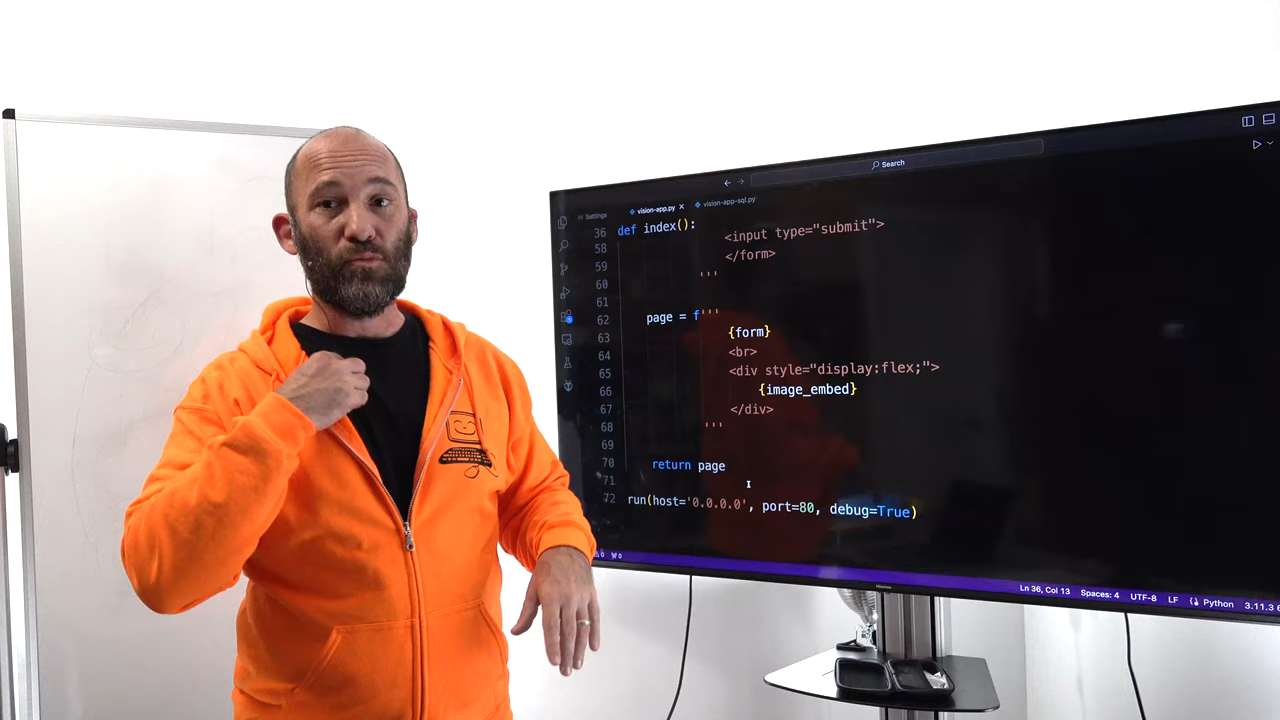 Search
Settings
vision-app.py
vision-app-sql.py
36 def index():
58 <input type="submit">
59 </form>
60 '''
61
62 page = f'''
63 {form}
64 <br>
65 <div style="display:flex;">
66 {image_embed}
67 </div>
68 '''
69
70 return page
71
72 run(host='0.0.0.0', port=80, debug=True)
Ln 36, Col 13 Spaces: 4 UTF-8 LF Python